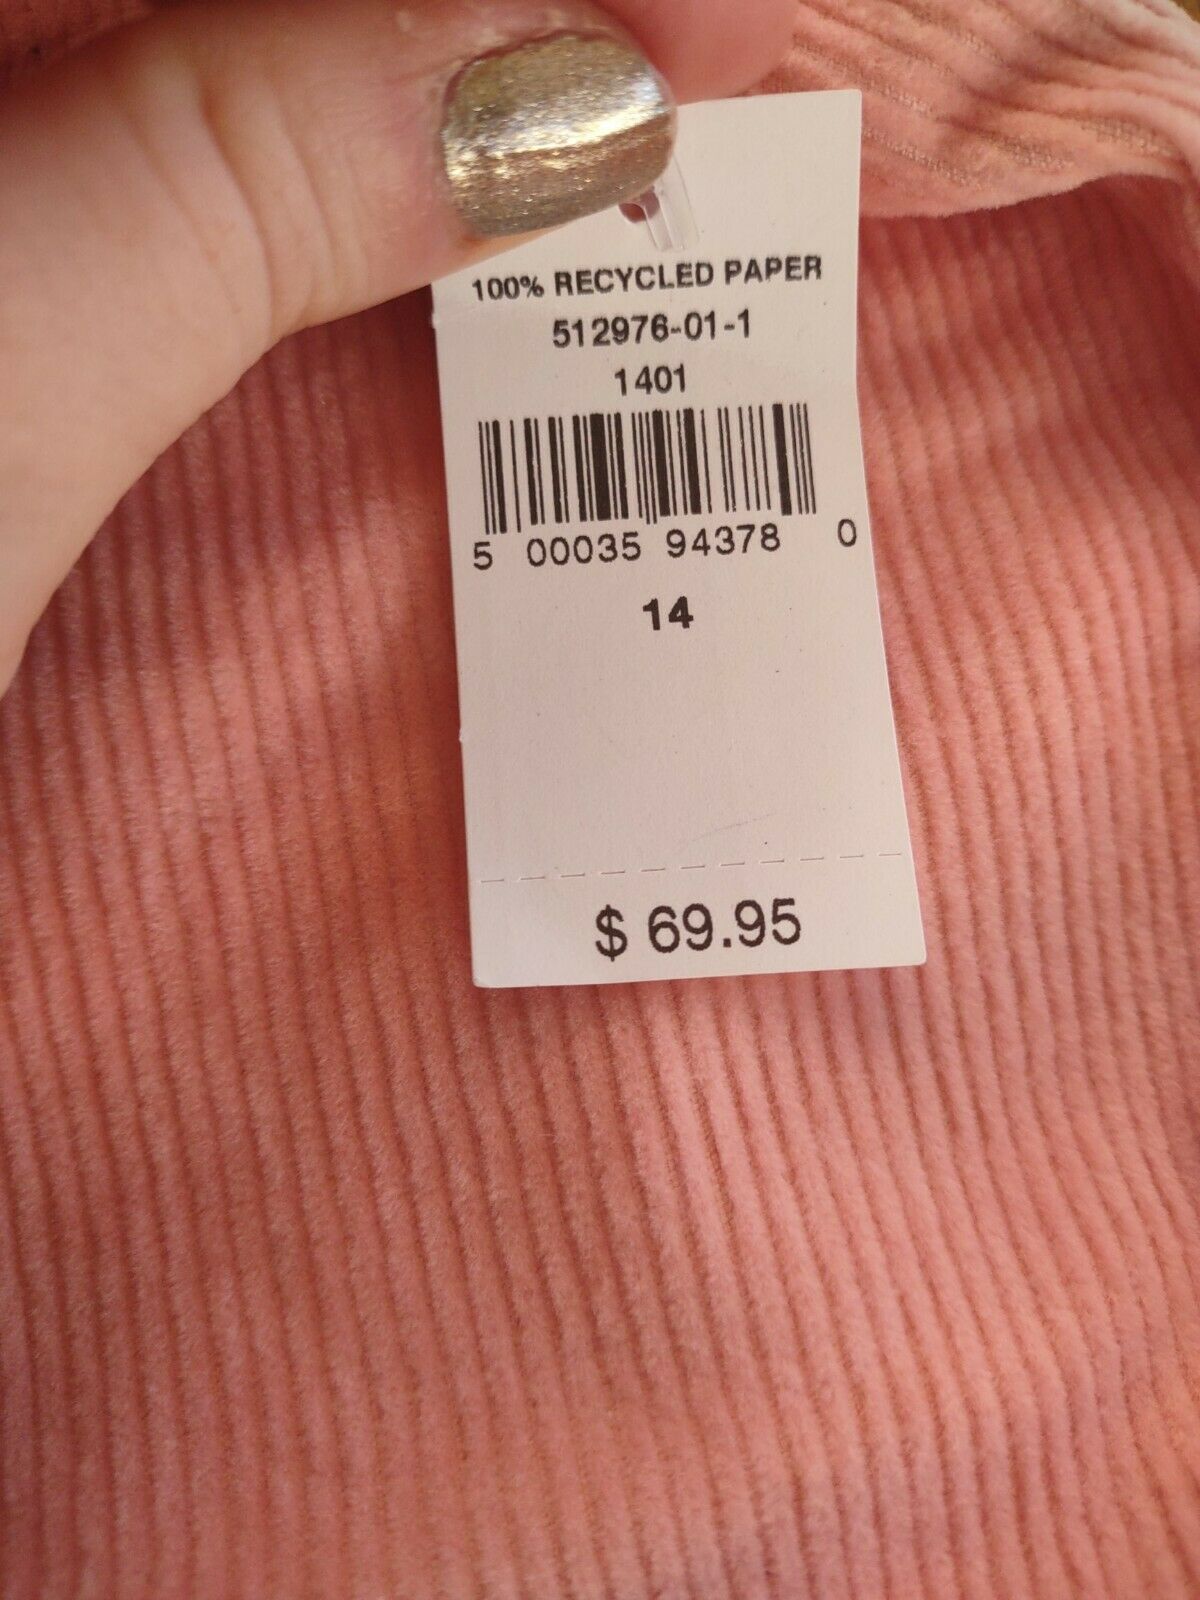 100% RECYCLED PAPER
512976-01-1
1401
5 00035 94378 0
14
$ 69.95